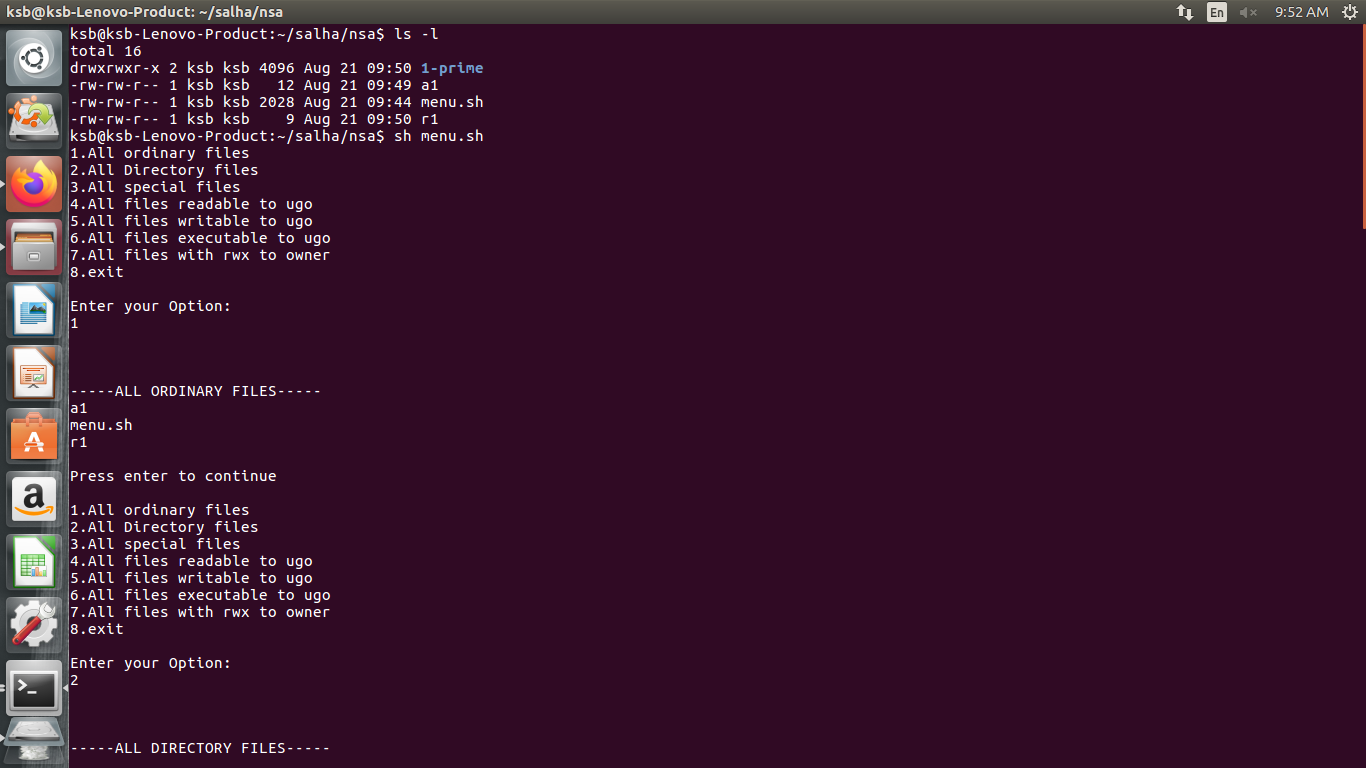 ksb@ksb-Lenovo-Product: ~/salha/nsa
En
9:52 AM
ksb@ksb-Lenovo-Product:~/salha/nsa$ ls -l
total 16
drwxrwxr-x 2 ksb ksb 4096 Aug 21 09:50 1-prime
-rw-rw-r-- 1 ksb ksb   12 Aug 21 09:49 a1
-rw-rw-r-- 1 ksb ksb 2028 Aug 21 09:44 menu.sh
-rw-rw-r-- 1 ksb ksb    9 Aug 21 09:50 r1
ksb@ksb-Lenovo-Product:~/salha/nsa$ sh menu.sh
1.All ordinary files
2.All Directory files
3.All special files
4.All files readable to ugo
5.All files writable to ugo
6.All files executable to ugo
7.All files with rwx to owner
8.exit
Enter your Option:
1
-----ALL ORDINARY FILES-----
a1
menu.sh
r1
Press enter to continue
1.All ordinary files
2.All Directory files
3.All special files
4.All files readable to ugo
5.All files writable to ugo
6.All files executable to ugo
7.All files with rwx to owner
8.exit
Enter your Option:
2
-----ALL DIRECTORY FILES-----